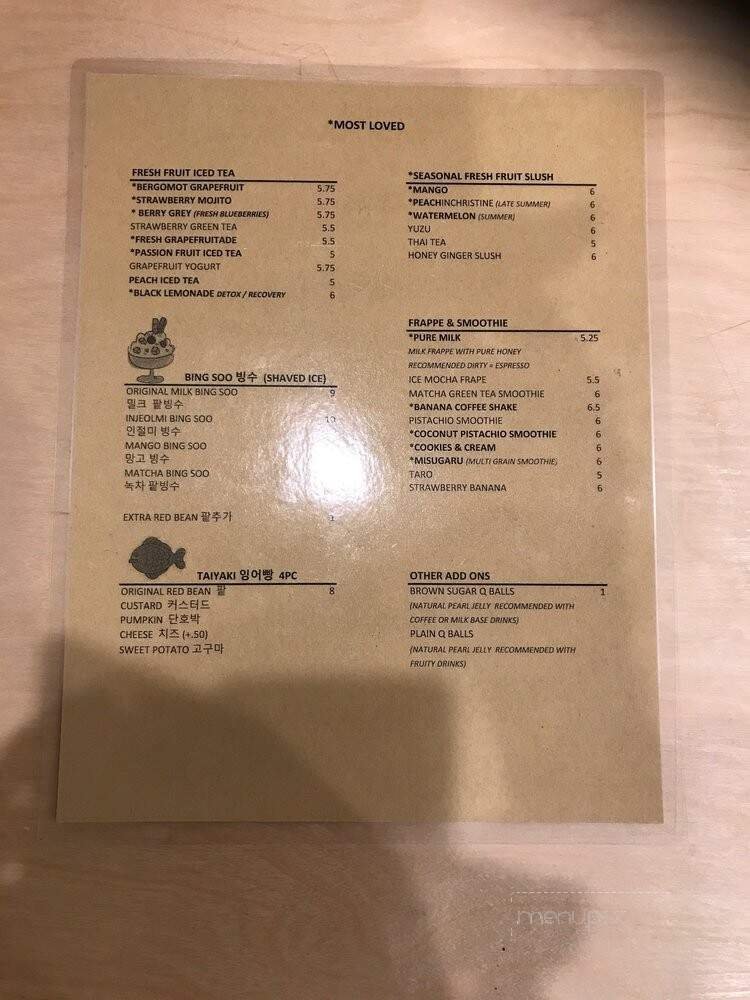 *MOST LOVED
FRESH FRUIT ICED TEA
*BERGOMOT GRAPEFRUIT 5.75
*STRAWBERRY MOJITO 5.75
* BERRY GREY (FRESH BLUEBERRIES) 5.75
STRAWBERRY GREEN TEA 5.5
*FRESH GRAPEFRUITADE 5.5
*PASSION FRUIT ICED TEA 5
GRAPEFRUIT YOGURT 5.75
PEACH ICED TEA 5
*BLACK LEMONADE DETOX / RECOVERY 6
BING SOO 빙수 (SHAVED ICE)
ORIGINAL MILK BING SOO 9
밀크 팥빙수
INJEOLMI BING SOO 10
인절미 빙수
MANGO BING SOO
망고 빙수
MATCHA BING SOO
녹차 팥빙수
EXTRA RED BEAN 팥추가 1
TAIYAKI 잉어빵 4PC
ORIGINAL RED BEAN 팥 8
CUSTARD 커스터드
PUMPKIN 단호박
CHEESE 치즈 (+.50)
SWEET POTATO 고구마
*SEASONAL FRESH FRUIT SLUSH
*MANGO 6
*PEACHINCHRISTINE (LATE SUMMER) 6
*WATERMELON (SUMMER) 6
YUZU 6
THAI TEA 5
HONEY GINGER SLUSH 6
FRAPPE & SMOOTHIE
*PURE MILK 5.25
MILK FRAPPE WITH PURE HONEY
RECOMMENDED DIRTY = ESPRESSO
ICE MOCHA FRAPE 5.5
MATCHA GREEN TEA SMOOTHIE 6
*BANANA COFFEE SHAKE 6.5
PISTACHIO SMOOTHIE 6
*COCONUT PISTACHIO SMOOTHIE 6
*COOKIES & CREAM 6
*MISUGARU (MULTI GRAIN SMOOTHIE) 6
TARO 5
STRAWBERRY BANANA 6
OTHER ADD ONS
BROWN SUGAR Q BALLS 1
(NATURAL PEARL JELLY RECOMMENDED WITH
COFFEE OR MILK BASE DRINKS)
PLAIN Q BALLS
(NATURAL PEARL JELLY RECOMMENDED WITH
FRUITY DRINKS)